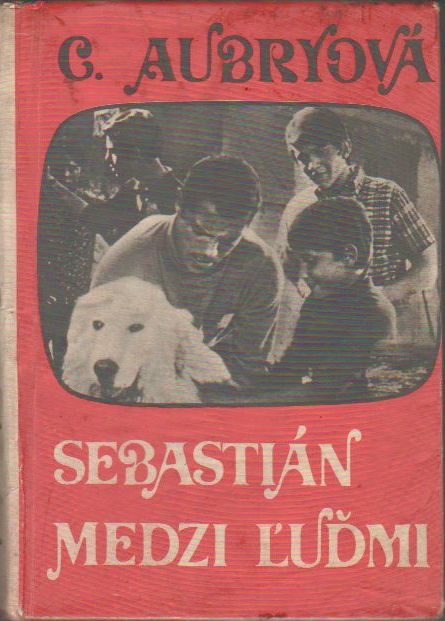 C. AUBRYOVÁ
SEBASTIÁN
MEDZI ĽUĎMI